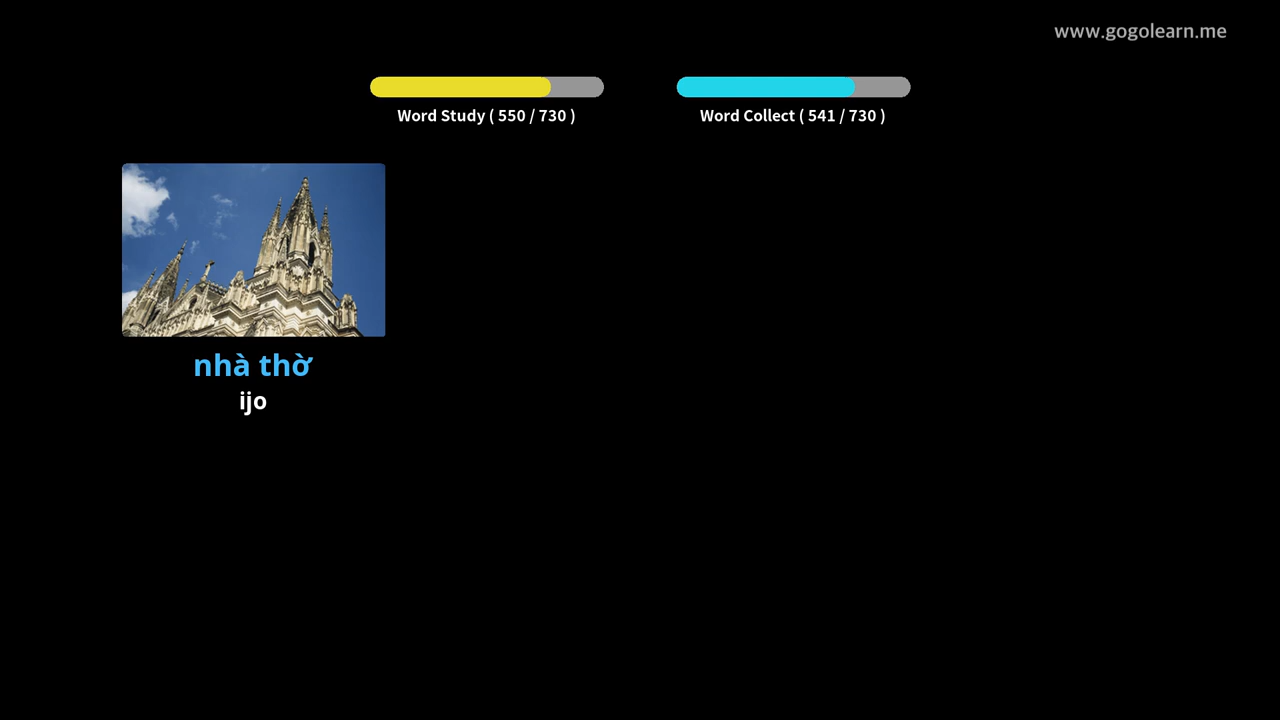 www.gogolearn.me
Word Study ( 550 / 730 )
Word Collect ( 541 / 730 )
nhà thờ
ijo